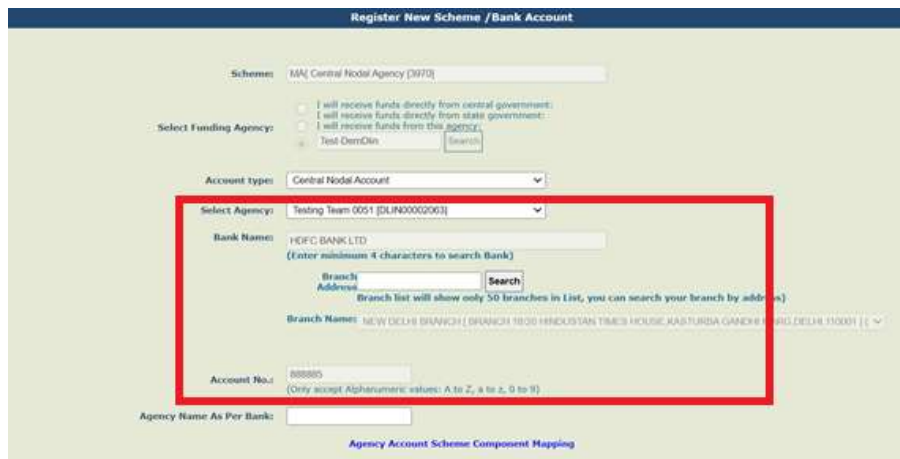 Register New Scheme /Bank Account
Scheme: MA[ Central Nodal Agency [3970]
I will receive funds directly from central government:
I will receive funds directly from state government:
Select Funding Agency: I will receive funds from this agency:
Test-DemDlin Search
Account type: Central Nodal Account
Select Agency: Testing Team 0051 [DLIN00002063]
Bank Name: HDFC BANK LTD
(Enter minimum 4 characters to search Bank)
Branch Address Search
Branch list will show only 50 branches in List, you can search your branch by address)
Branch Name: NEW DELHI BRANCH [ BRANCH 18/20 HINDUSTAN TIMES HOUSE,KASTURBA GANDHI MARG,DELHI 110001 ] (
Account No.: 888885
(Only accept Alphanumeric values: A to Z, a to z, 0 to 9)
Agency Name As Per Bank:
Agency Account Scheme Component Mapping